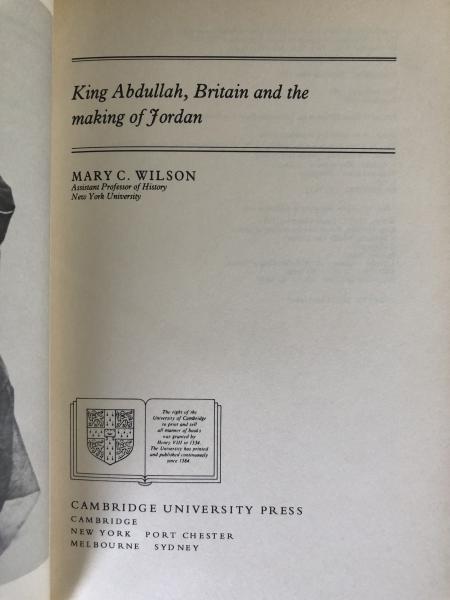 King Abdullah, Britain and the
making of Jordan
MARY C. WILSON
Assistant Professor of History
New York University
The right of the
University of Cambridge
to print and sell
all manner of books
was granted by
Henry VIII in 1534.
The University has printed
and published continuously
since 1584.
CAMBRIDGE UNIVERSITY PRESS
CAMBRIDGE
NEW YORK PORT CHESTER
MELBOURNE SYDNEY